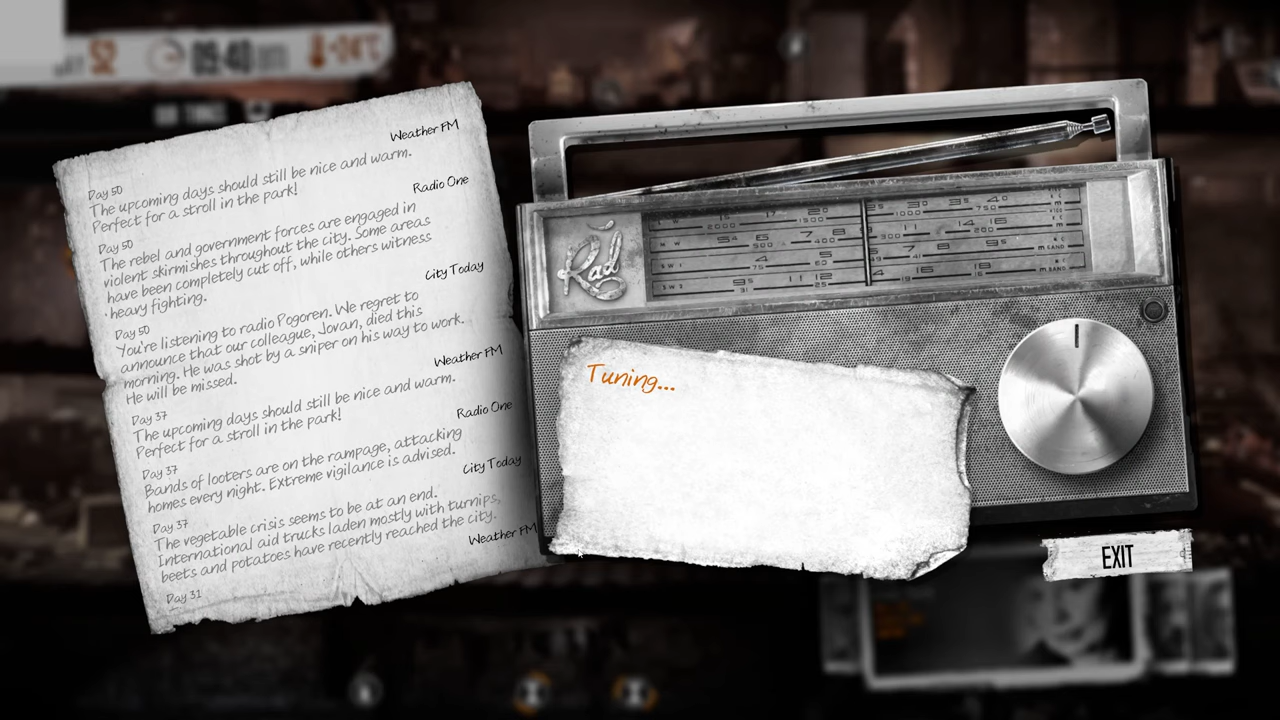 52
09:40
24°C
Weather FM
Day 50
The upcoming days should still be nice and warm.
Perfect for a stroll in the park!
Radio One
Day 50
The rebel and government forces are engaged in
violent skirmishes throughout the city. Some areas
have been completely cut off, while others witness
heavy fighting.
City Today
Day 50
You're listening to radio Pogoren. We regret to
announce that our colleague, Jovan, died this
morning. He was shot by a sniper on his way to work.
He will be missed.
Weather FM
Day 37
The upcoming days should still be nice and warm.
Perfect for a stroll in the park!
Radio One
Day 37
Bands of looters are on the rampage, attacking
homes every night. Extreme vigilance is advised.
City Today
Day 37
The vegetable crisis seems to be at an end.
International aid trucks laden mostly with turnips,
beets and potatoes have recently reached the city.
Weather FM
Day 31
Rad
Tuning...
EXIT